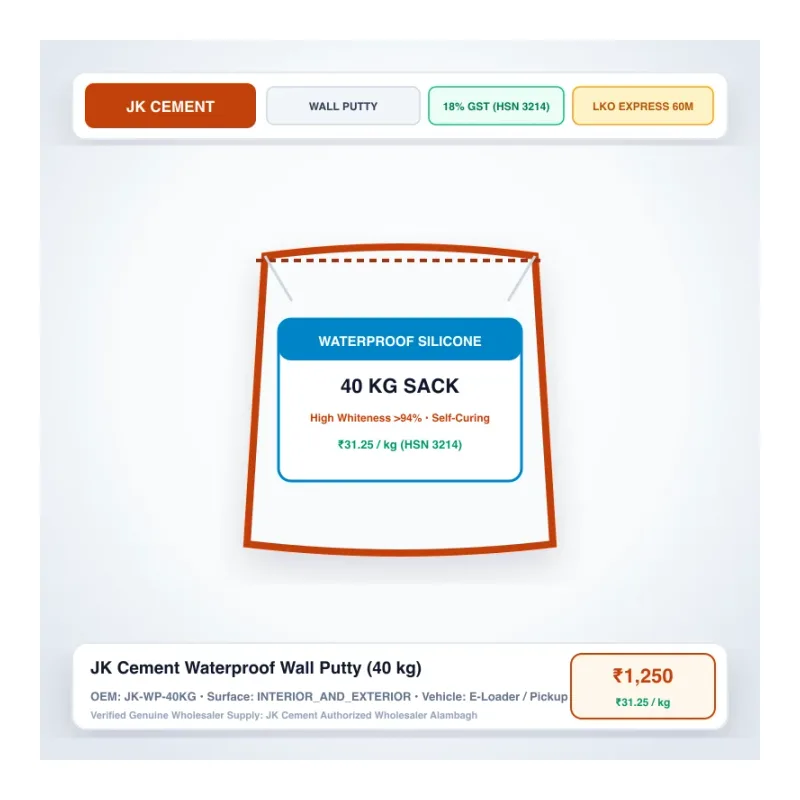 JK CEMENT
WALL PUTTY
18% GST (HSN 3214)
LKO EXPRESS 60M
WATERPROOF SILICONE
40 KG SACK
High Whiteness >94% · Self-Curing
₹31.25 / kg (HSN 3214)
JK Cement Waterproof Wall Putty (40 kg)
OEM: JK-WP-40KG · Surface: INTERIOR_AND_EXTERIOR · Vehicle: E-Loader / Pickup
Verified Genuine Wholesaler Supply: JK Cement Authorized Wholesaler Alambagh
₹1,250
₹31.25 / kg